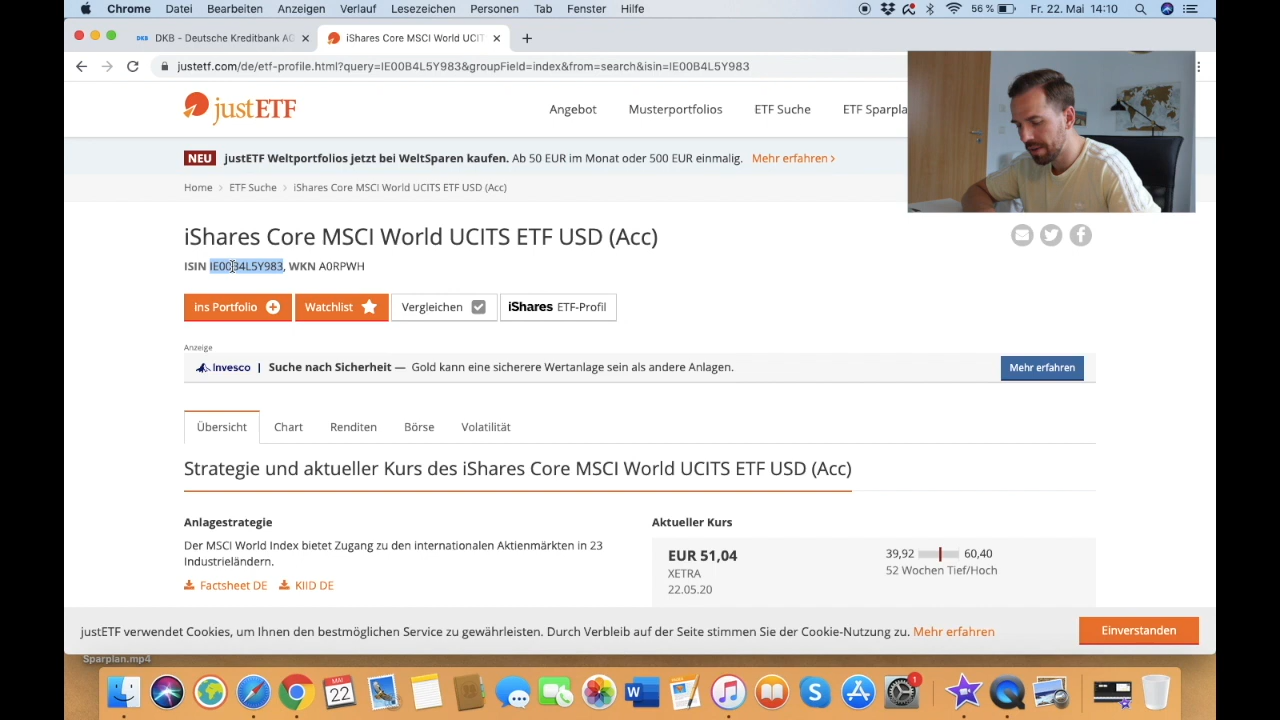 Chrome Datei Bearbeiten Anzeigen Verlauf Lesezeichen Personen Tab Fenster Hilfe 56 % Fr. 22. Mai 14:10
DKB DKB - Deutsche Kreditbank AG iShares Core MSCI World UCIT
justetf.com/de/etf-profile.html?query=IE00B4L5Y983&groupField=index&from=search&isin=IE00B4L5Y983
justETF
Angebot Musterportfolios ETF Suche ETF Sparpla
NEU justETF Weltportfolios jetzt bei WeltSparen kaufen. Ab 50 EUR im Monat oder 500 EUR einmalig. Mehr erfahren ›
Home › ETF Suche › iShares Core MSCI World UCITS ETF USD (Acc)
iShares Core MSCI World UCITS ETF USD (Acc)
ISIN IE00B4L5Y983, WKN A0RPWH
ins Portfolio Watchlist Vergleichen iShares ETF-Profil
Anzeige
Invesco | Suche nach Sicherheit — Gold kann eine sicherere Wertanlage sein als andere Anlagen. Mehr erfahren
Übersicht Chart Renditen Börse Volatilität
Strategie und aktueller Kurs des iShares Core MSCI World UCITS ETF USD (Acc)
Anlagestrategie
Der MSCI World Index bietet Zugang zu den internationalen Aktienmärkten in 23
Industrieländern.
Factsheet DE KIID DE
Aktueller Kurs
EUR 51,04
XETRA
22.05.20
39,92 60,40
52 Wochen Tief/Hoch
justETF verwendet Cookies, um Ihnen den bestmöglichen Service zu gewährleisten. Durch Verbleib auf der Seite stimmen Sie der Cookie-Nutzung zu. Mehr erfahren Einverstanden
Sparplan.mp4
MAI
22
1